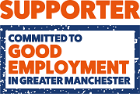 SUPPORTER
COMMITTED TO
GOOD
EMPLOYMENT
IN GREATER MANCHESTER